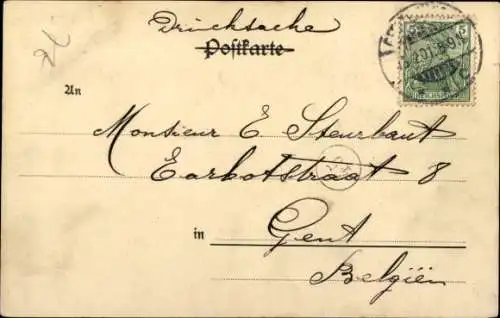 Drucksache
Postkarte
An
Monsieur E Steurbaut
Earbotstraat 8
in Gent
Belgiën